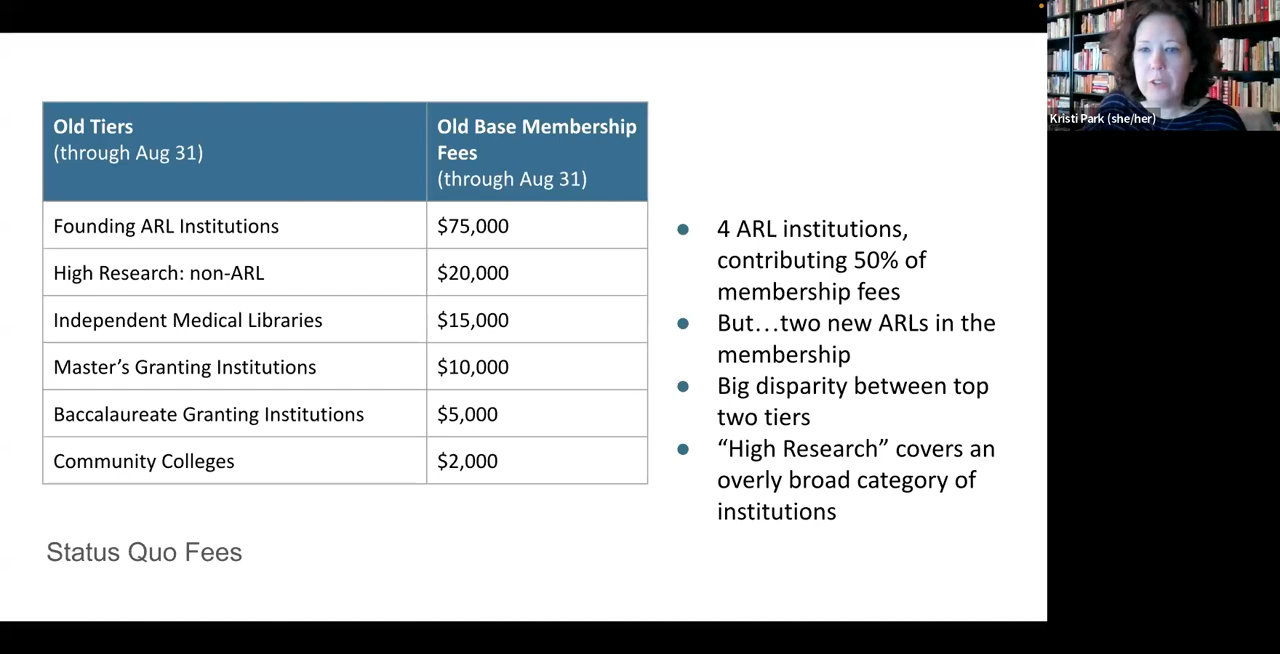 Old Tiers
(through Aug 31)
Old Base Membership
Fees
(through Aug 31)
Founding ARL Institutions
$75,000
High Research: non-ARL
$20,000
Independent Medical Libraries
$15,000
Master’s Granting Institutions
$10,000
Baccalaureate Granting Institutions
$5,000
Community Colleges
$2,000
● 4 ARL institutions,
contributing 50% of
membership fees
● But…two new ARLs in the
membership
● Big disparity between top
two tiers
● “High Research” covers an
overly broad category of
institutions
Status Quo Fees
Kristi Park (she/her)